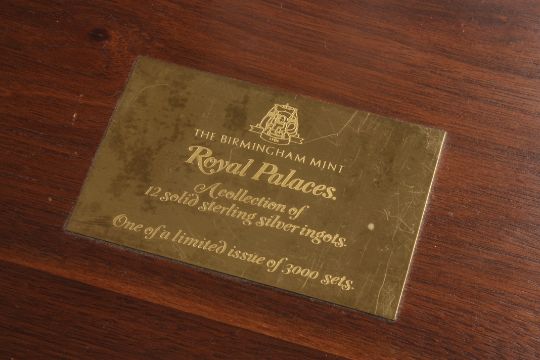 THE BIRMINGHAM MINT
Royal Palaces.
A collection of
12 solid sterling silver ingots.
One of a limited issue of 3000 sets.